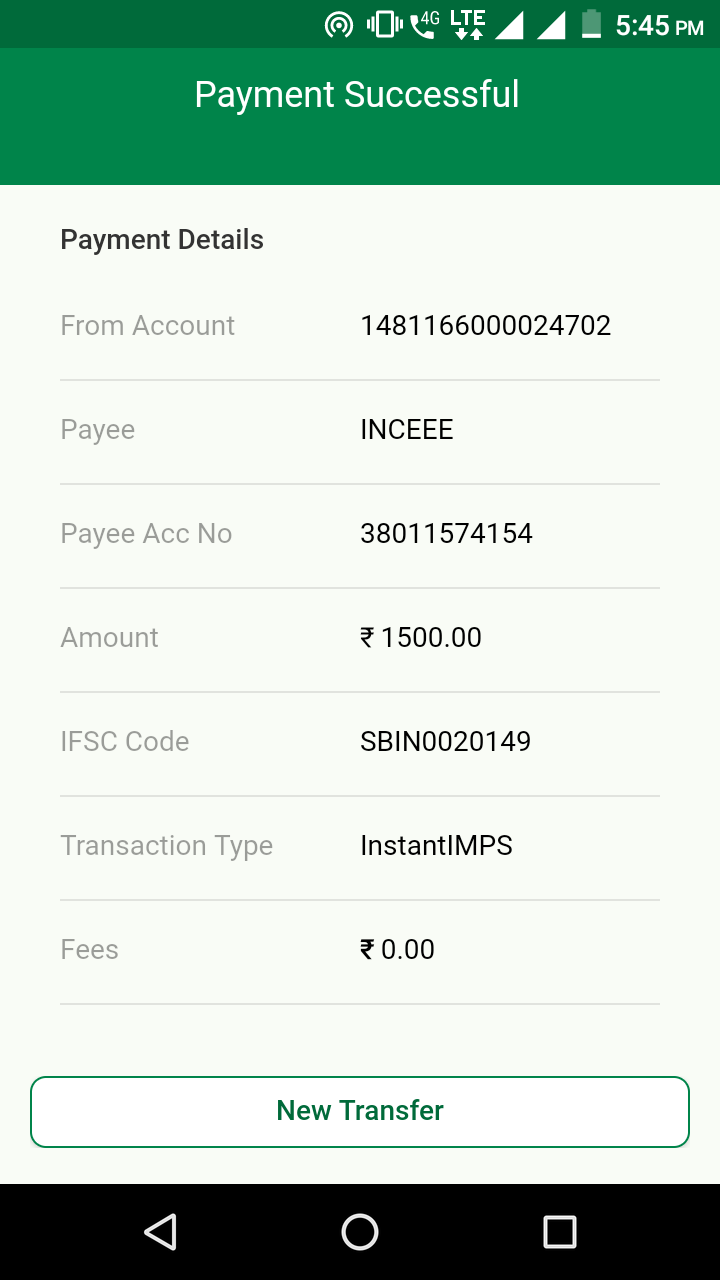 4G LTE 5:45 PM
Payment Successful
Payment Details
From Account 1481166000024702
Payee INCEEE
Payee Acc No 38011574154
Amount ₹ 1500.00
IFSC Code SBIN0020149
Transaction Type InstantIMPS
Fees ₹ 0.00
New Transfer